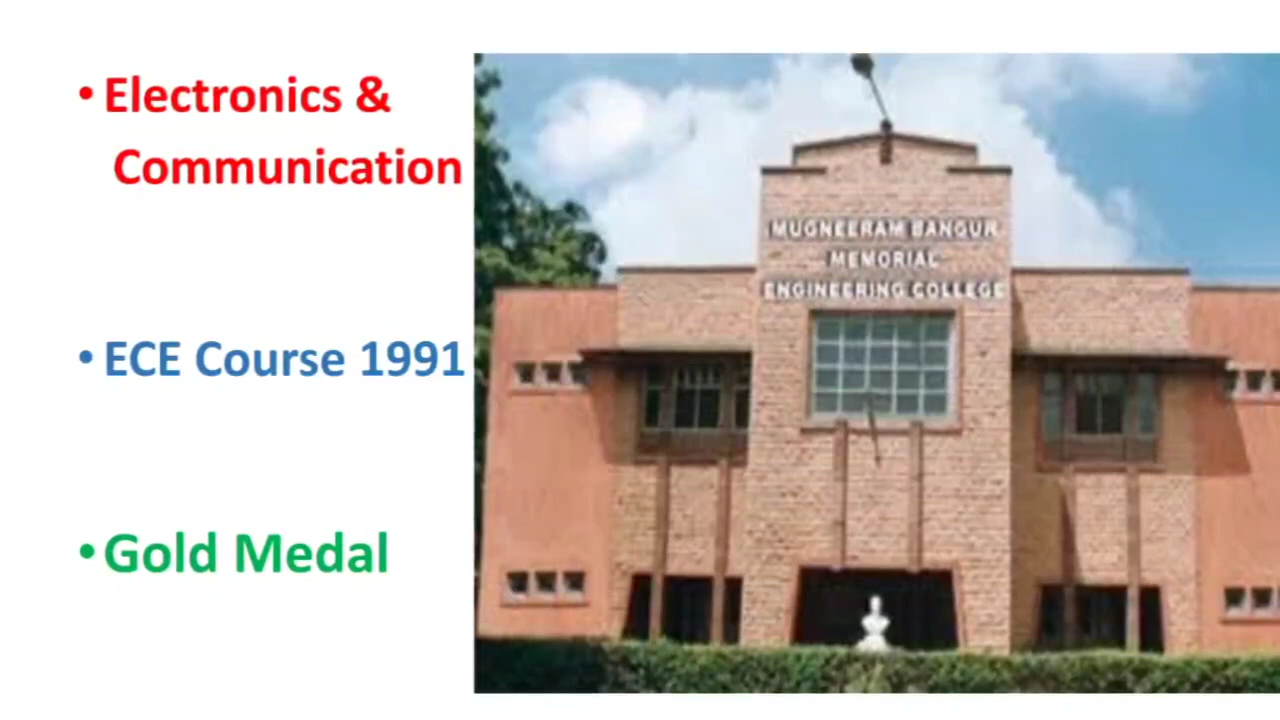 • Electronics &
Communication
• ECE Course 1991
• Gold Medal
MUGNEERAM BANGUR
MEMORIAL
ENGINEERING COLLEGE